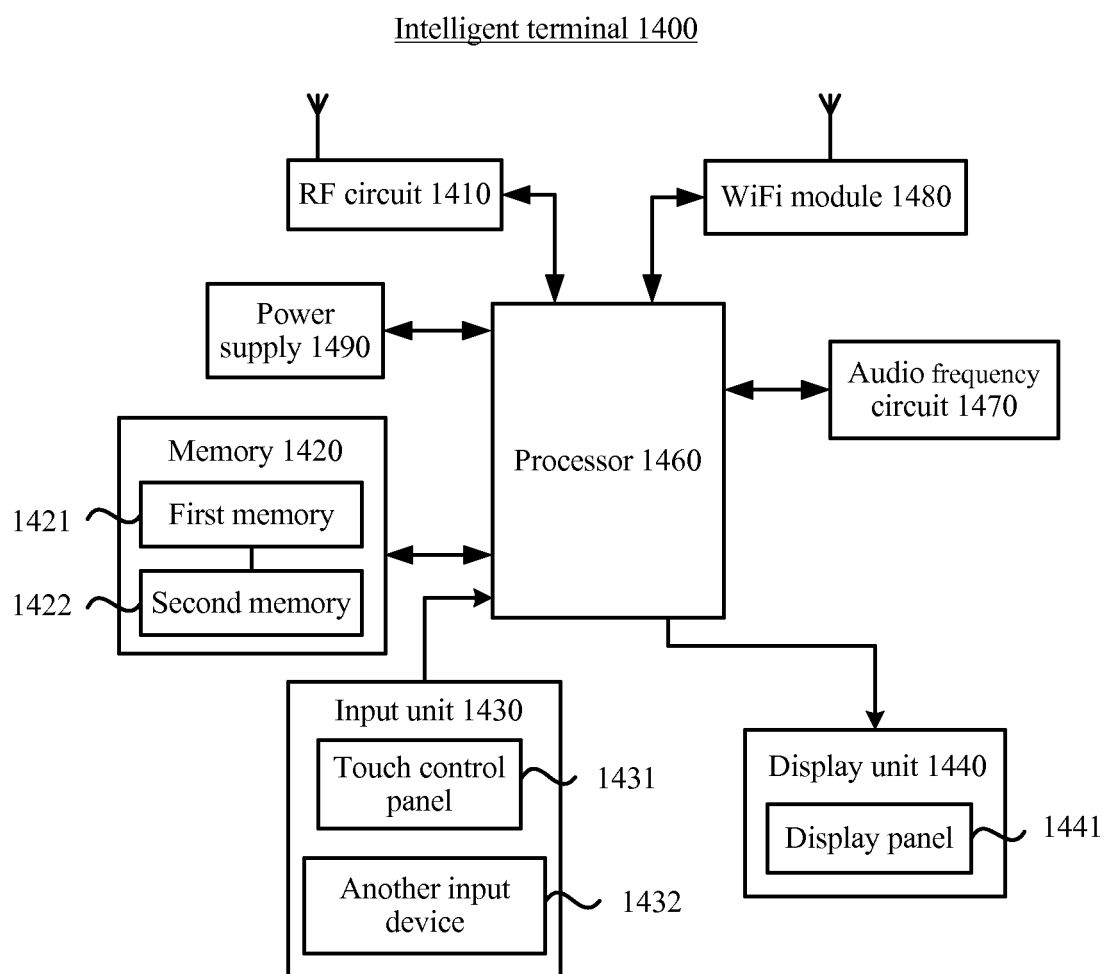 Intelligent terminal 1400
RF circuit 1410
WiFi module 1480
Power
supply 1490
Audio frequency
circuit 1470
Processor 1460
Memory 1420
1421
First memory
1422
Second memory
Input unit 1430
Touch control
panel
1431
Another input
device
1432
Display unit 1440
Display panel
1441